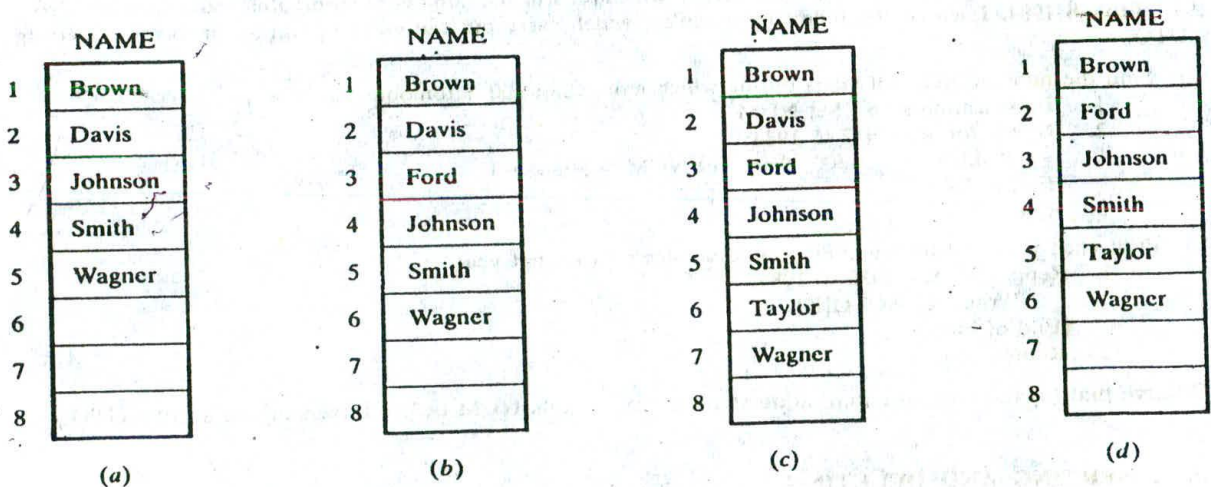 NAME
1 Brown
2 Davis
3 Johnson
4 Smith
5 Wagner
6
7
8
(a)
NAME
1 Brown
2 Davis
3 Ford
4 Johnson
5 Smith
6 Wagner
7
8
(b)
NAME
1 Brown
2 Davis
3 Ford
4 Johnson
5 Smith
6 Taylor
7 Wagner
8
(c)
NAME
1 Brown
2 Ford
3 Johnson
4 Smith
5 Taylor
6 Wagner
7
8
(d)